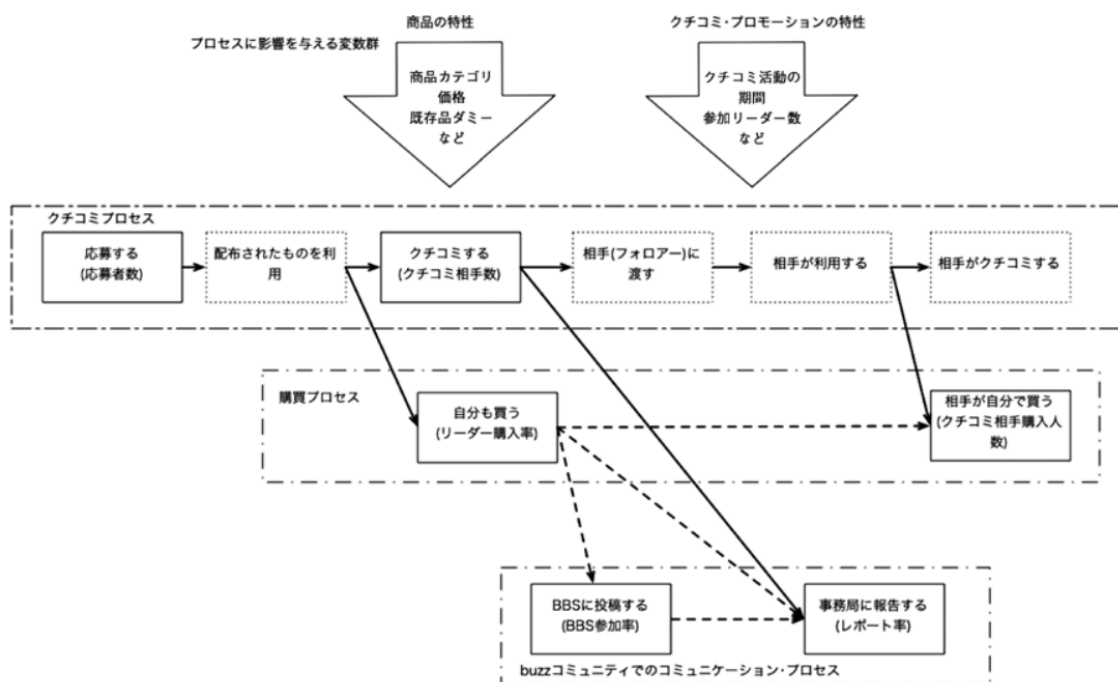 商品の特性
クチコミ・プロモーションの特性
プロセスに影響を与える変数群
商品カテゴリ
価格
既存品ダミー
など
クチコミ活動の
期間
参加リーダー数
など
クチコミプロセス
応募する
(応募者数)
配布されたものを利
用
クチコミする
(クチコミ相手数)
相手(フォロアー)に
渡す
相手が利用する
相手がクチコミする
購買プロセス
自分も買う
(リーダー購入率)
相手が自分で買う
(クチコミ相手購入人
数)
BBSに投稿する
(BBS参加率)
事務局に報告する
(レポート率)
buzzコミュニティでのコミュニケーション・プロセス